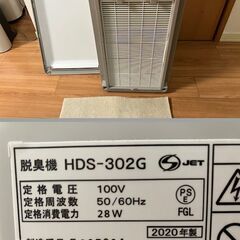 脱臭機 HDS-302G S JET
定格電圧 100V
定格周波数 50/60Hz
定格消費電力 28W
PS E
FGL
2020年製